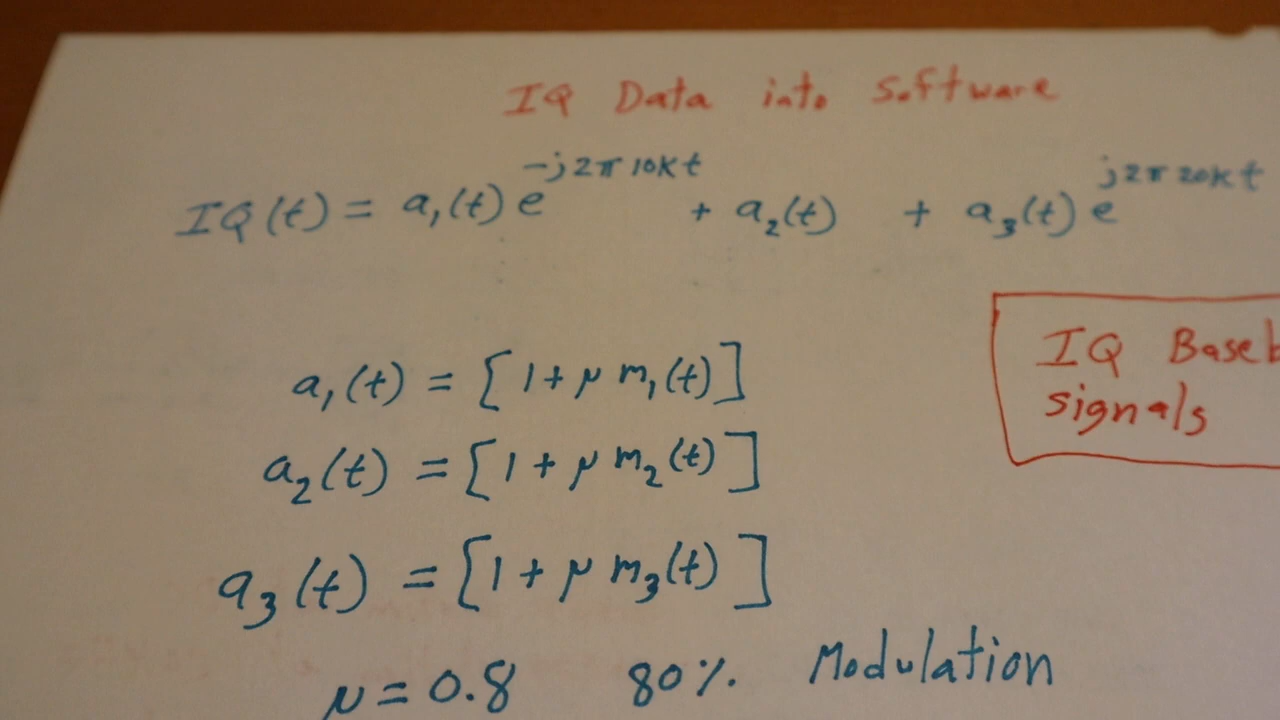 IQ Data into Software
IQ(t) = a₁(t) e^(-j2π10kt) + a₂(t) + a₃(t) e^(j2π20kt)
a₁(t) = [1 + μ m₁(t)]
IQ
signals
a₂(t) = [1 + μ m₂(t)]
a₃(t) = [1 + μ m₃(t)]
μ = 0.8 80% Modulation